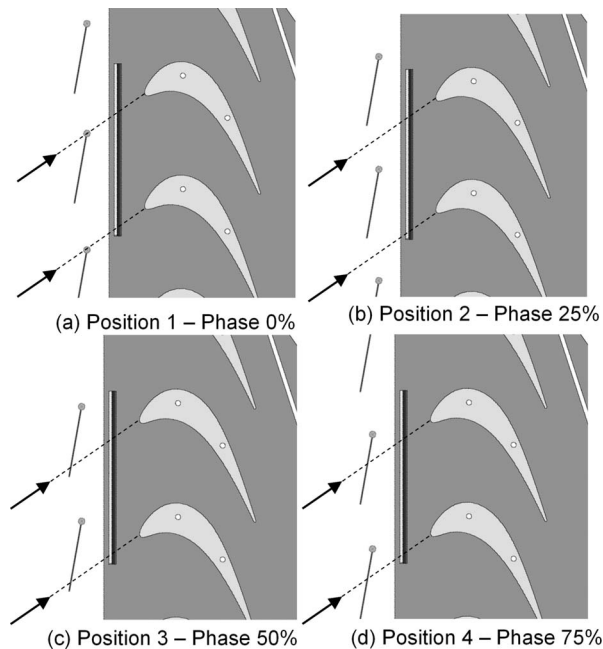 (a) Position 1 – Phase 0%
(b) Position 2 – Phase 25%
(c) Position 3 – Phase 50%
(d) Position 4 – Phase 75%